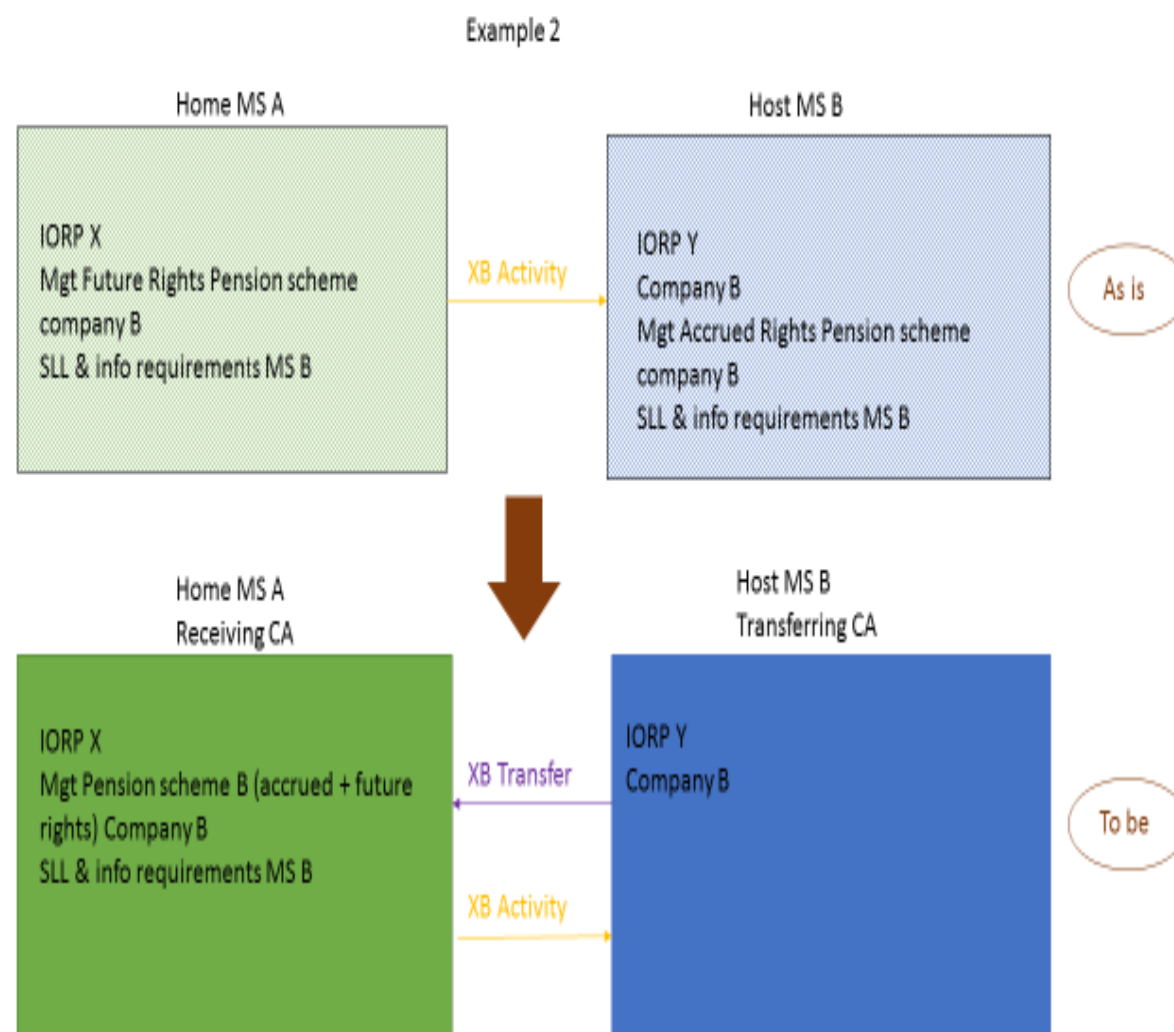 Example 2
Home MS A
Host MS B
IORP X
Mgt Future Rights Pension scheme
company B
SLL & info requirements MS B
XB Activity
IORP Y
Company B
Mgt Accrued Rights Pension scheme
company B
SLL & info requirements MS B
As is
Home MS A
Receiving CA
Host MS B
Transferring CA
IORP X
Mgt Pension scheme B (accrued + future
rights) Company B
SLL & info requirements MS B
XB Transfer
XB Activity
IORP Y
Company B
To be